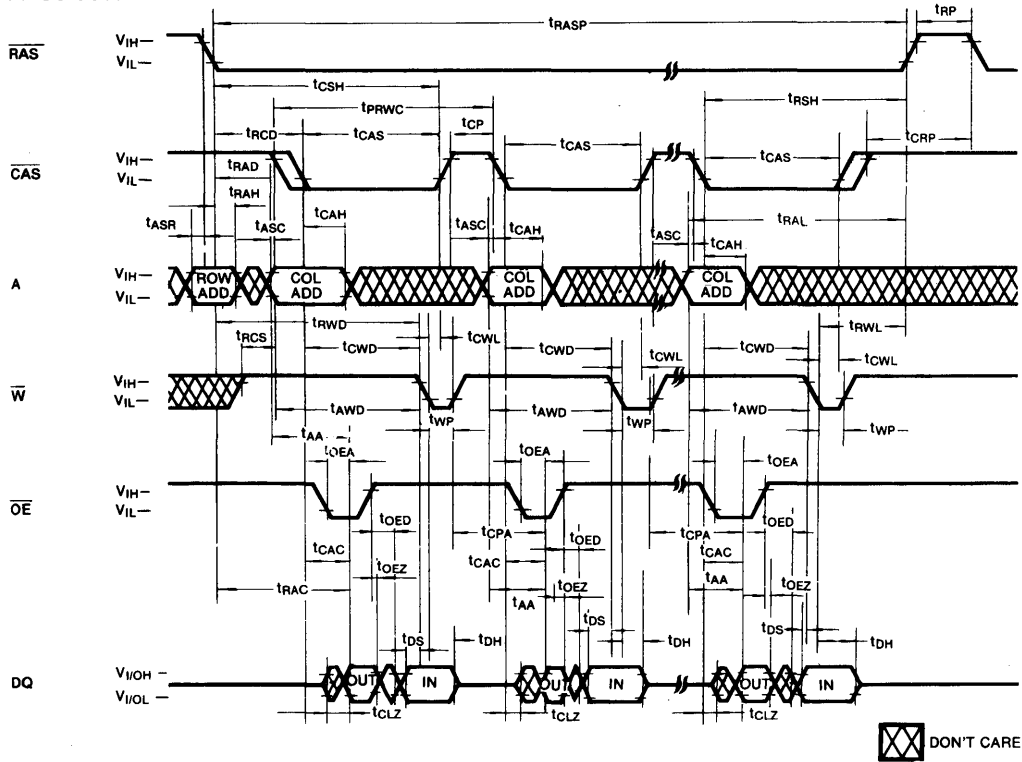 tRASP
tRP
RAS
VIH—
VIL—
tCSH
tPRWC
tCP
tRSH
tRCD
tCAS
tCAS
tCRP
CAS
VIH—
VIL—
tRAD
tRAH
tCAS
tASR
tASC
tCAH
tASC
tCAH
tRAL
tASC
tCAH
A
VIH—
VIL—
ROW ADD
COL ADD
COL ADD
COL ADD
tRWD
tRWL
tRCS
tCWD
tCWL
tCWD
tCWL
tCWD
tCWL
W
VIH—
VIL—
tAWD
tWP
tAWD
tWP
tAWD
tWP
tAA
tOEA
tOEA
tOEA
OE
VIH—
VIL—
tOED
tCPA
tOED
tCPA
tOED
tCAC
tOEZ
tCAC
tOEZ
tCAC
tOEZ
tRAC
tAA
tAA
tDS
tDH
tDS
tDH
tDS
tDH
DQ
VI/OH —
VI/OL—
OUT
IN
OUT
IN
OUT
IN
tCLZ
tCLZ
tCLZ
DON'T CARE